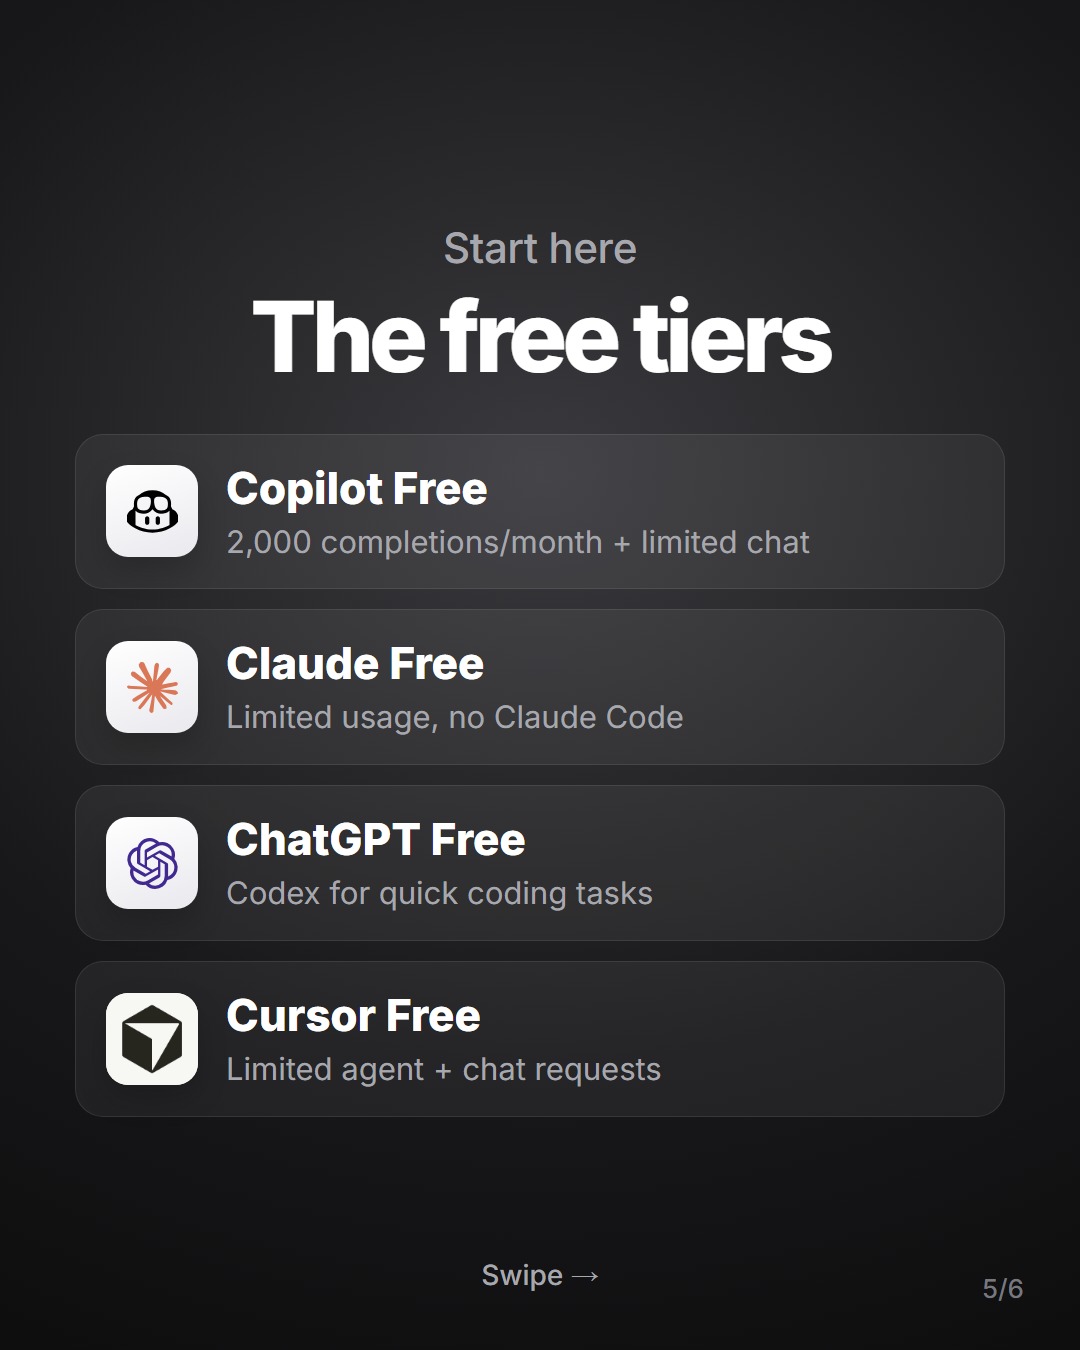 Start here
The free tiers
Copilot Free
2,000 completions/month + limited chat
Claude Free
Limited usage, no Claude Code
ChatGPT Free
Codex for quick coding tasks
Cursor Free
Limited agent + chat requests
Swipe →
5/6